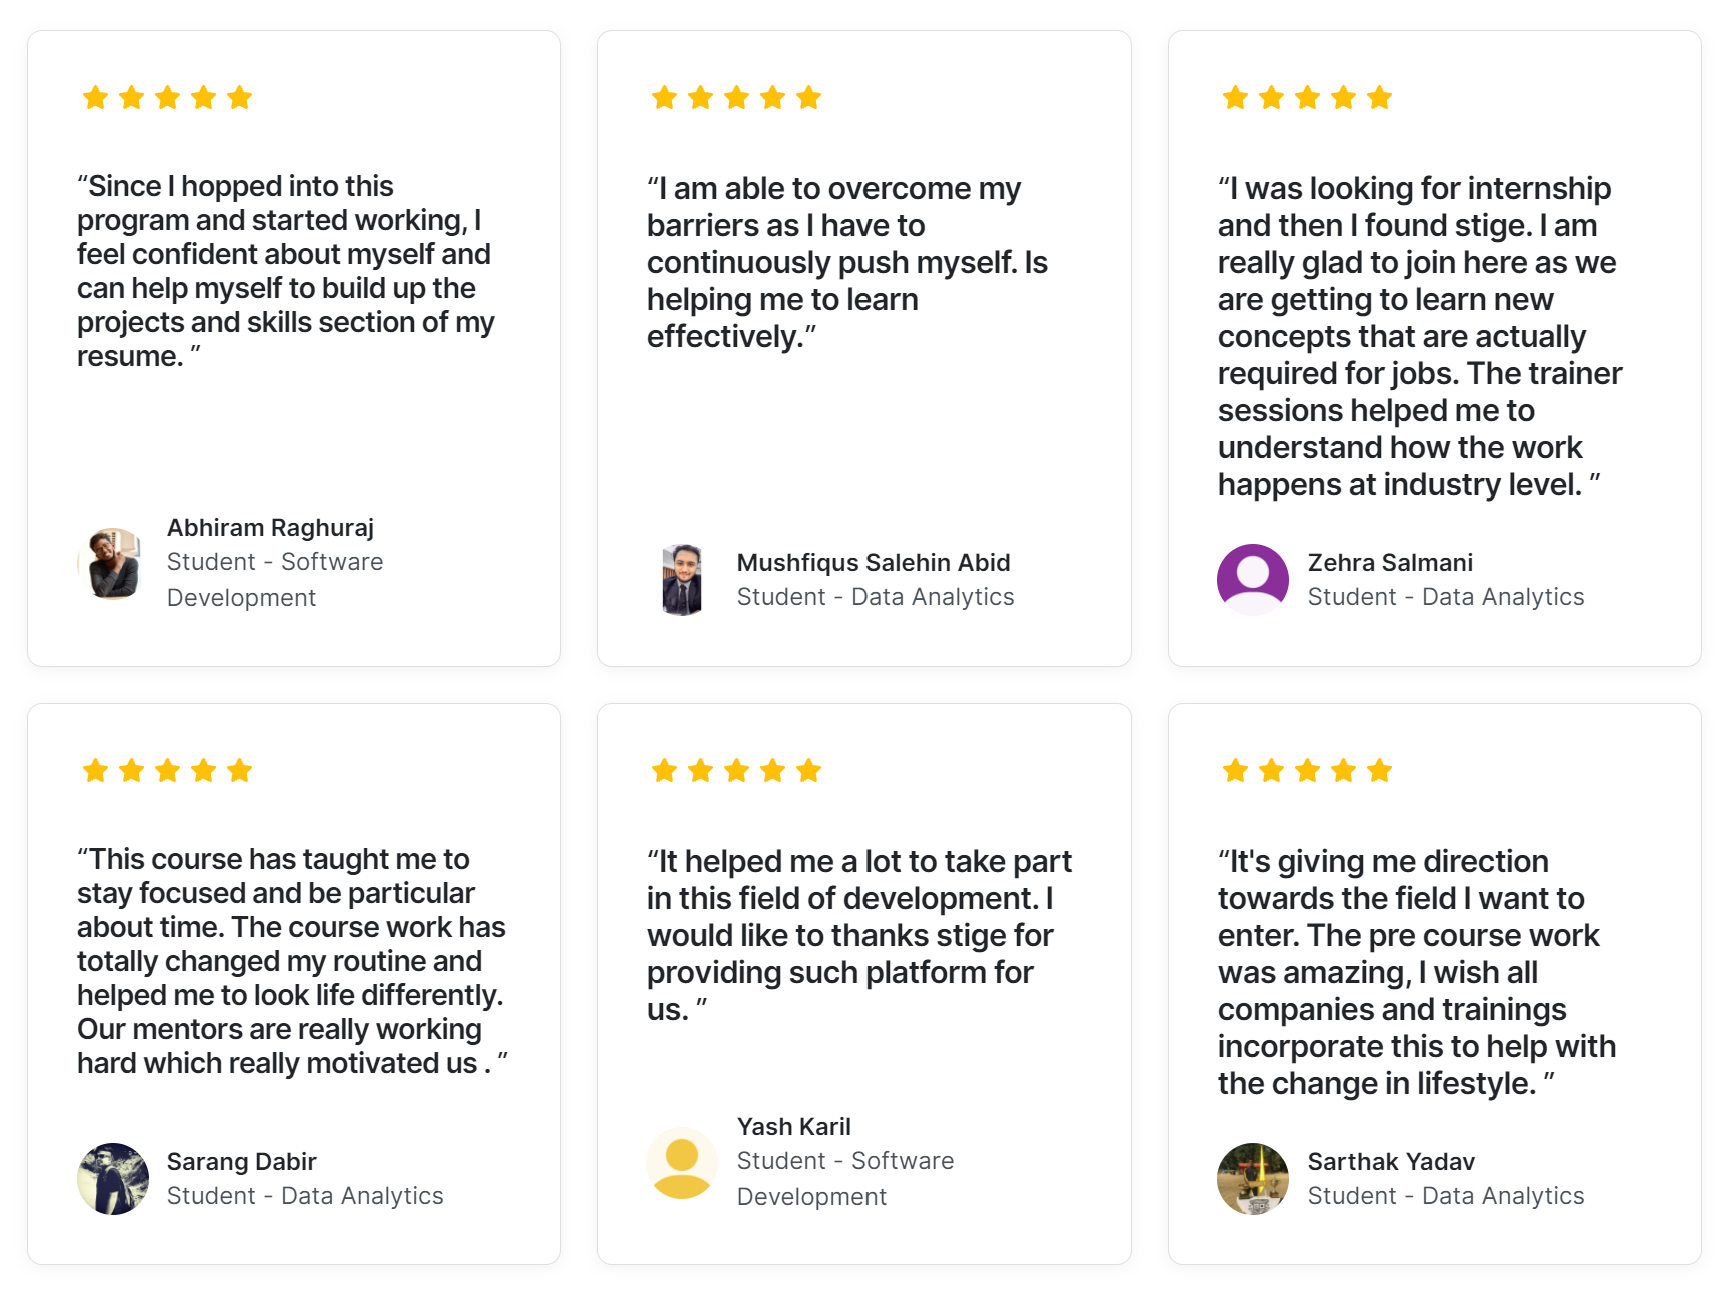 “Since I hopped into this
program and started working, I
feel confident about myself and
can help myself to build up the
projects and skills section of my
resume. ”
Abhiram Raghuraj
Student - Software
Development
“I am able to overcome my
barriers as I have to
continuously push myself. Is
helping me to learn
effectively.”
Mushfiqus Salehin Abid
Student - Data Analytics
“I was looking for internship
and then I found stige. I am
really glad to join here as we
are getting to learn new
concepts that are actually
required for jobs. The trainer
sessions helped me to
understand how the work
happens at industry level. ”
Zehra Salmani
Student - Data Analytics
“This course has taught me to
stay focused and be particular
about time. The course work has
totally changed my routine and
helped me to look life differently.
Our mentors are really working
hard which really motivated us . ”
Sarang Dabir
Student - Data Analytics
“It helped me a lot to take part
in this field of development. I
would like to thanks stige for
providing such platform for
us. ”
Yash Karil
Student - Software
Development
“It's giving me direction
towards the field I want to
enter. The pre course work
was amazing, I wish all
companies and trainings
incorporate this to help with
the change in lifestyle. ”
Sarthak Yadav
Student - Data Analytics